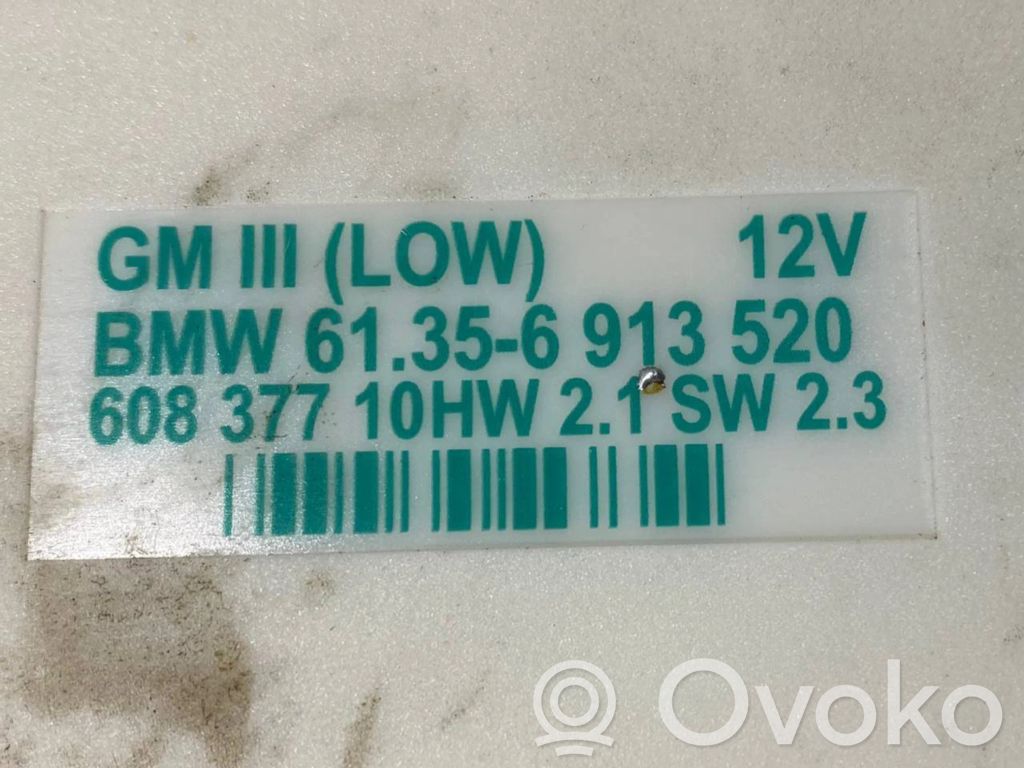 GM III (LOW) 12V
BMW 61.35-6 913 520
608 377 10HW 2.1 SW 2.3
Ovoko